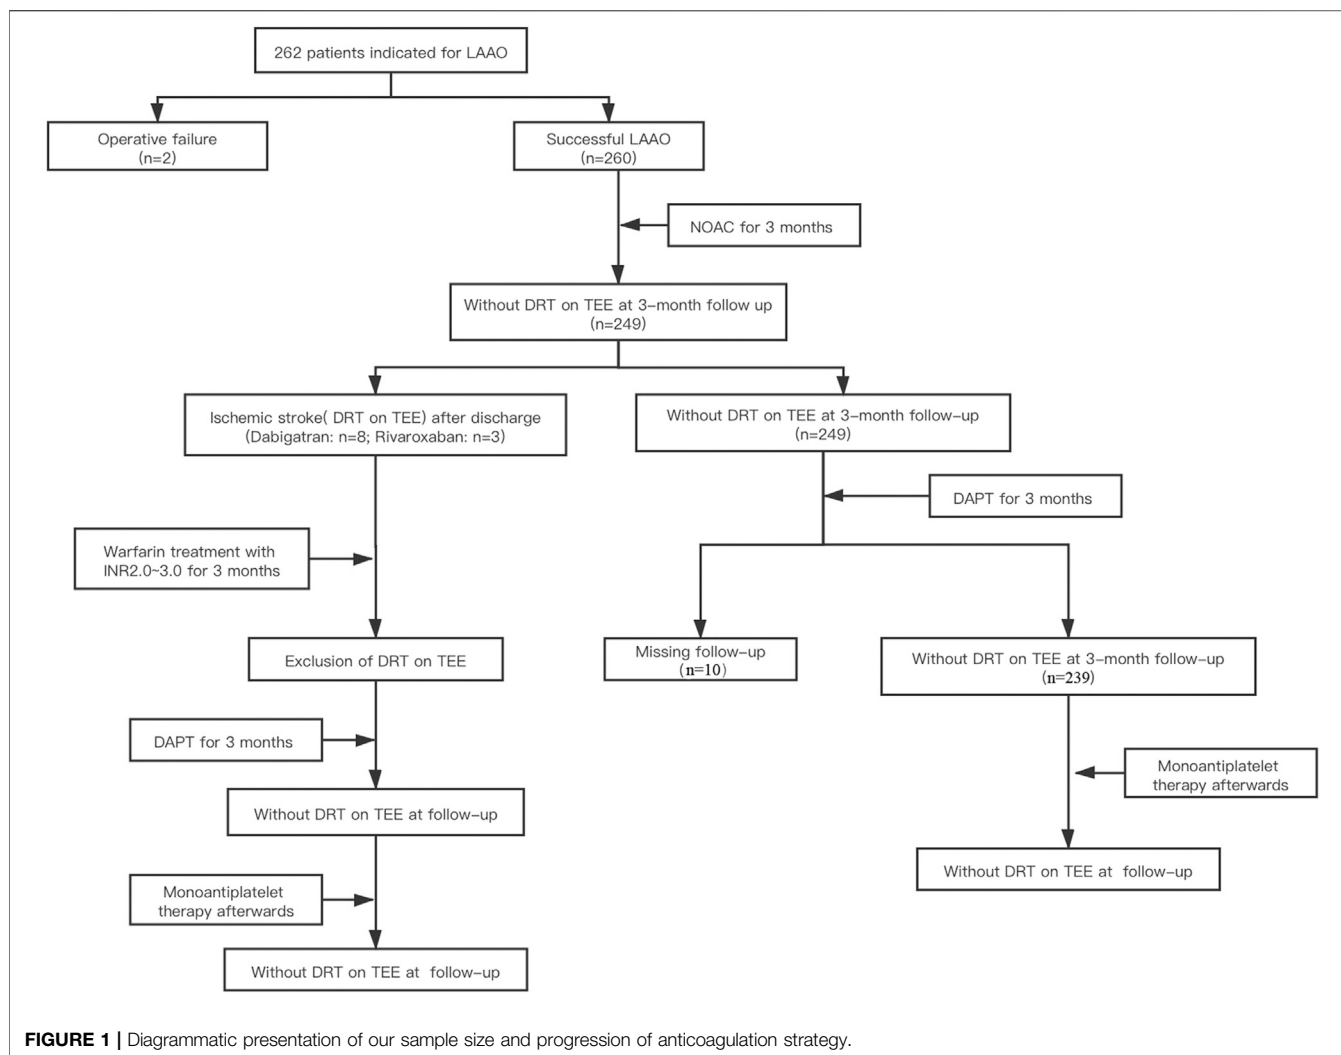 262 patients indicated for LAAO
Operative failure
(n=2)
Successful LAAO
(n=260)
NOAC for 3 months
Without DRT on TEE at 3-month follow up
(n=249)
Ischemic stroke( DRT on TEE) after discharge
(Dabigatran: n=8; Rivaroxaban: n=3)
Without DRT on TEE at 3-month follow-up
(n=249)
DAPT for 3 months
Warfarin treatment with
INR2.0~3.0 for 3 months
Exclusion of DRT on TEE
Missing follow-up
(n=10)
Without DRT on TEE at 3-month follow-up
(n=239)
DAPT for 3 months
Monoantiplatelet
therapy afterwards
Without DRT on TEE at follow-up
Without DRT on TEE at follow-up
Monoantiplatelet
therapy afterwards
Without DRT on TEE at follow-up
FIGURE 1 | Diagrammatic presentation of our sample size and progression of anticoagulation strategy.